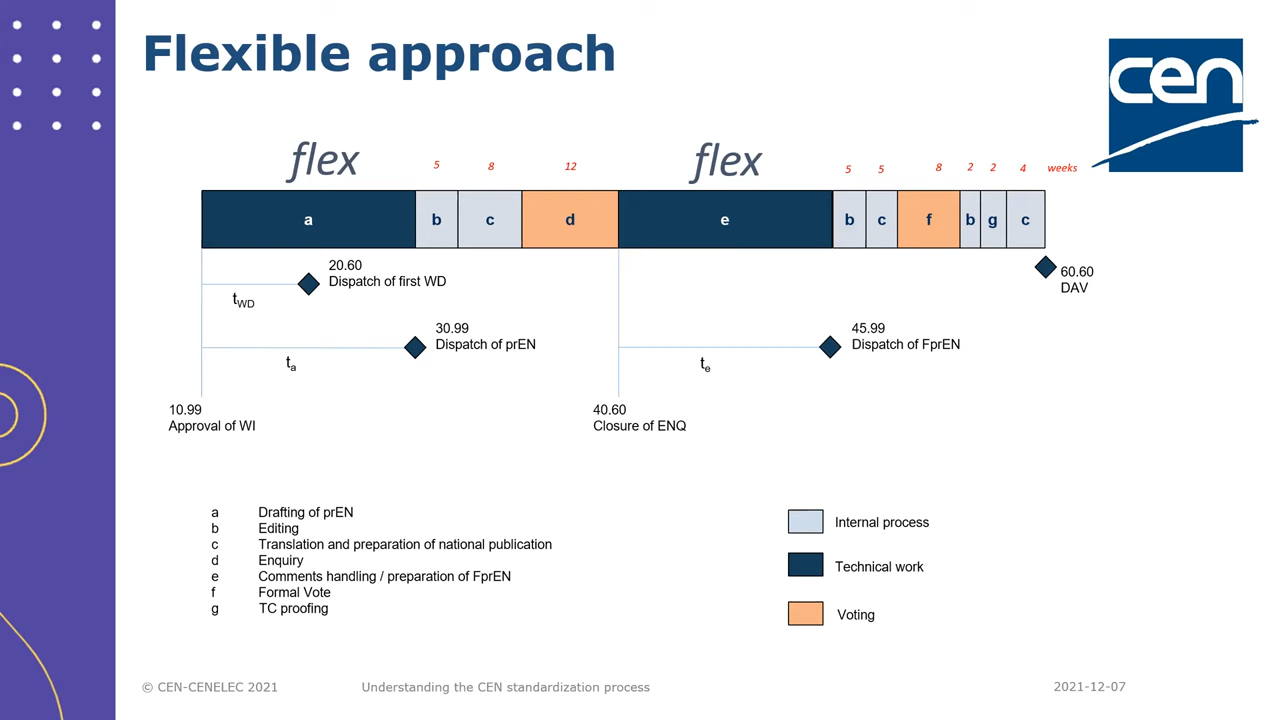 Flexible approach
cen
flex 5 8 12 flex 5 5 8 2 2 4 weeks
a b c d e b c f b g c
20.60
Dispatch of first WD
tWD
60.60
DAV
30.99
Dispatch of prEN
ta
45.99
Dispatch of FprEN
te
10.99
Approval of WI
40.60
Closure of ENQ
a Drafting of prEN
b Editing
c Translation and preparation of national publication
d Enquiry
e Comments handling / preparation of FprEN
f Formal Vote
g TC proofing
Internal process
Technical work
Voting
© CEN-CENELEC 2021 Understanding the CEN standardization process 2021-12-07